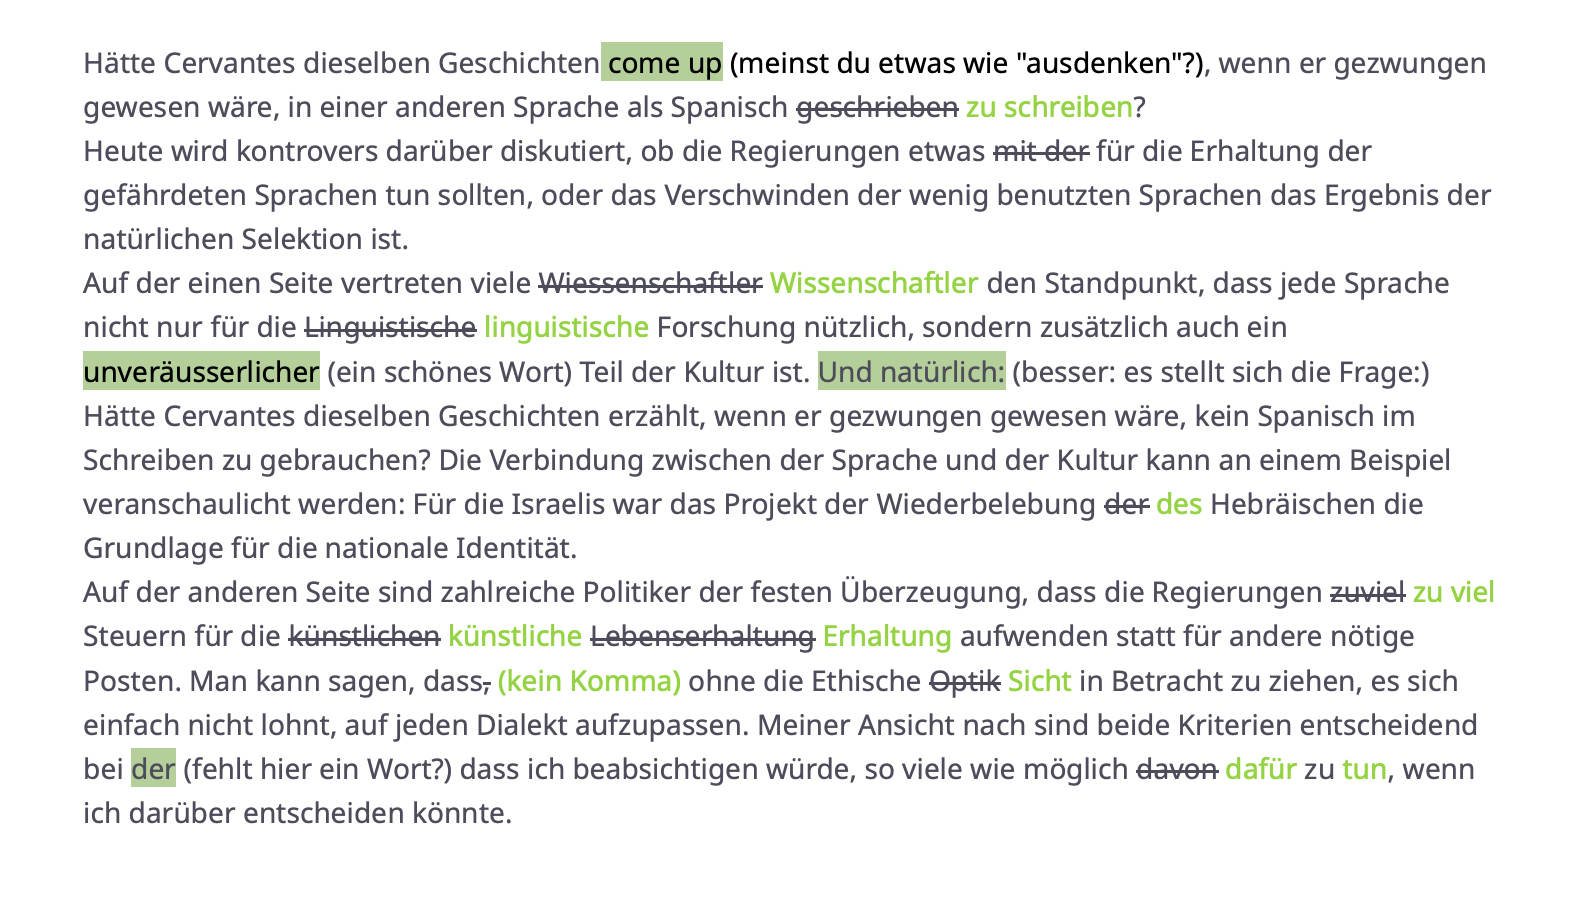 Hätte Cervantes dieselben Geschichten come up (meinst du etwas wie "ausdenken"?), wenn er gezwungen
gewesen wäre, in einer anderen Sprache als Spanisch geschrieben zu schreiben?
Heute wird kontrovers darüber diskutiert, ob die Regierungen etwas mit der für die Erhaltung der
gefährdeten Sprachen tun sollten, oder das Verschwinden der wenig benutzten Sprachen das Ergebnis der
natürlichen Selektion ist.
Auf der einen Seite vertreten viele Wiessenschaftler Wissenschaftler den Standpunkt, dass jede Sprache
nicht nur für die Linguistische linguistische Forschung nützlich, sondern zusätzlich auch ein
unveräusserlicher (ein schönes Wort) Teil der Kultur ist. Und natürlich: (besser: es stellt sich die Frage:)
Hätte Cervantes dieselben Geschichten erzählt, wenn er gezwungen gewesen wäre, kein Spanisch im
Schreiben zu gebrauchen? Die Verbindung zwischen der Sprache und der Kultur kann an einem Beispiel
veranschaulicht werden: Für die Israelis war das Projekt der Wiederbelebung der des Hebräischen die
Grundlage für die nationale Identität.
Auf der anderen Seite sind zahlreiche Politiker der festen Überzeugung, dass die Regierungen zuviel zu viel
Steuern für die künstlichen künstliche Lebenserhaltung Erhaltung aufwenden statt für andere nötige
Posten. Man kann sagen, dass, (kein Komma) ohne die Ethische Optik Sicht in Betracht zu ziehen, es sich
einfach nicht lohnt, auf jeden Dialekt aufzupassen. Meiner Ansicht nach sind beide Kriterien entscheidend
bei der (fehlt hier ein Wort?) dass ich beabsichtigen würde, so viele wie möglich davon dafür zu tun, wenn
ich darüber entscheiden könnte.